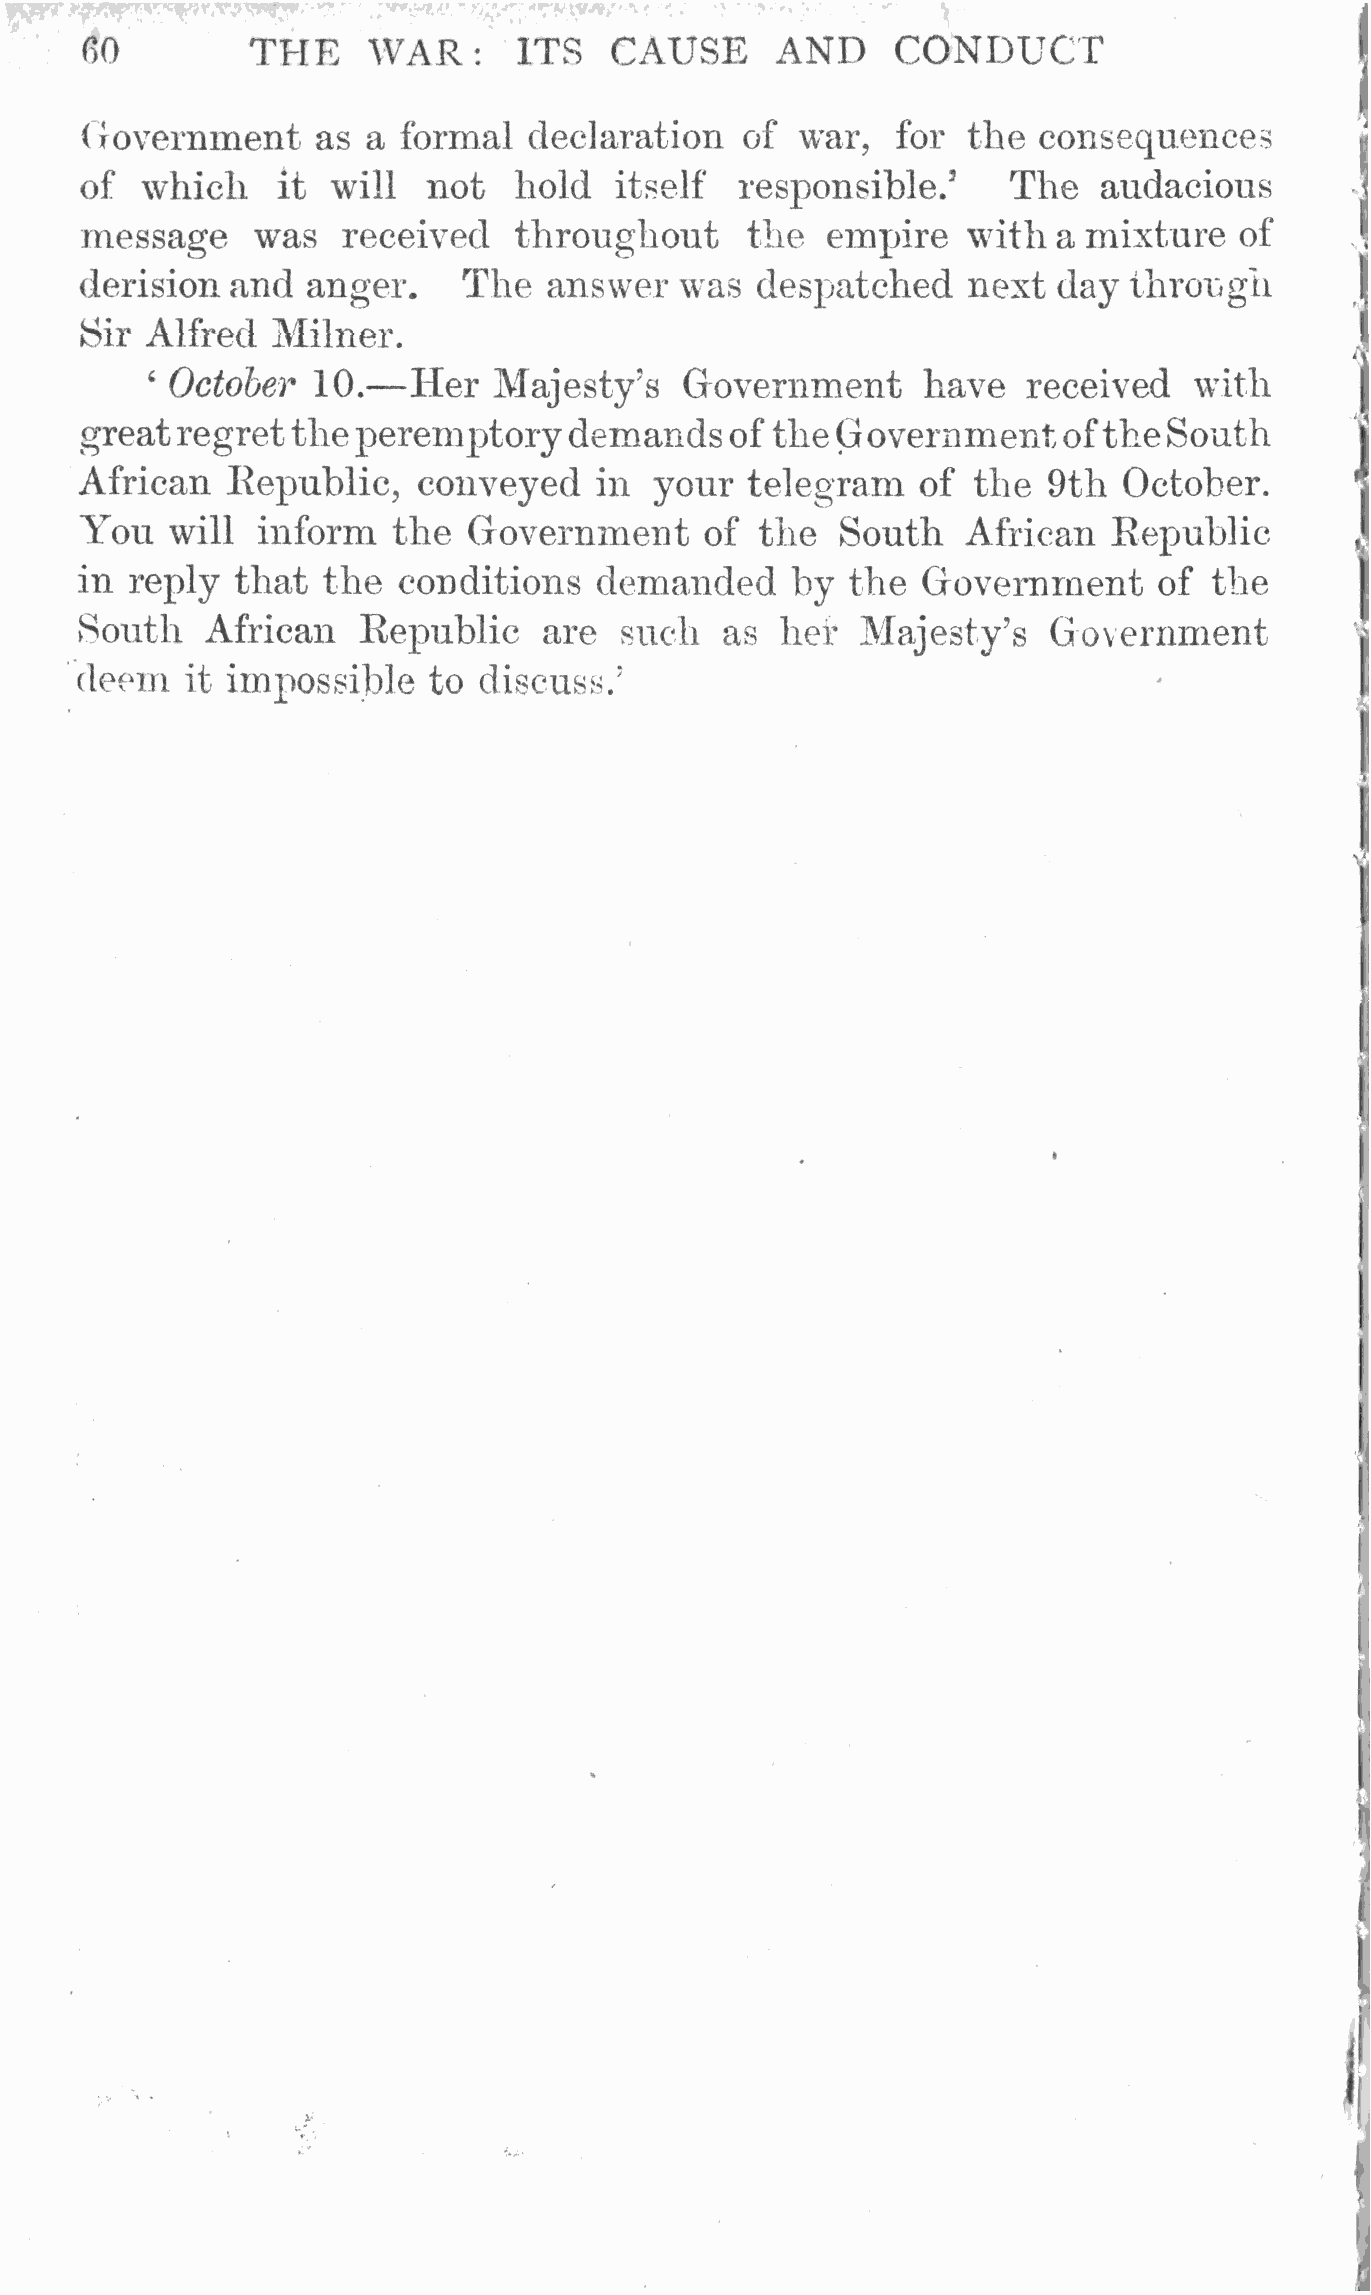 60 THE WAR: ITS CAUSE AND CONDUCT
Government as a formal declaration of war, for the consequences
of which it will not hold itself responsible.’ The audacious
message was received throughout the empire with a mixture of
derision and anger. The answer was despatched next day through
Sir Alfred Milner.
‘ October 10.—Her Majesty’s Government have received with
great regret the peremptory demands of the Government of the South
African Republic, conveyed in your telegram of the 9th October.
You will inform the Government of the South African Republic
in reply that the conditions demanded by the Government of the
South African Republic are such as her Majesty’s Government
deem it impossible to discuss.’